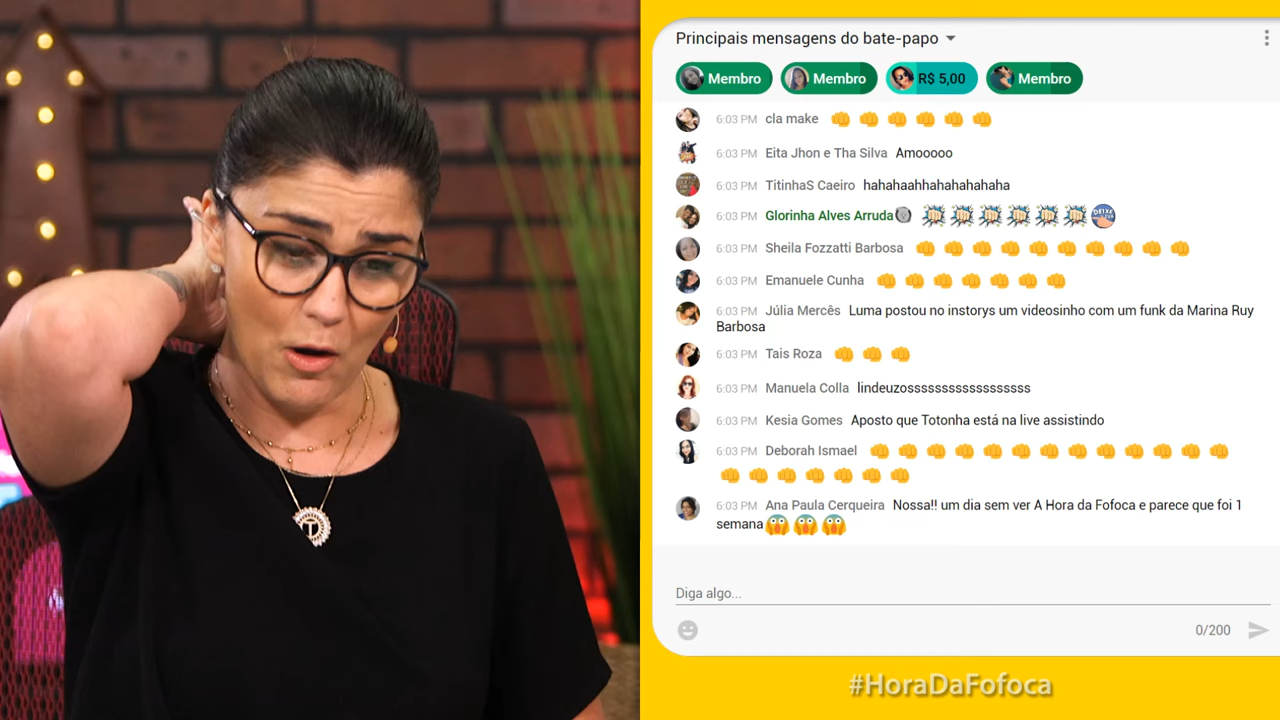 Principais mensagens do bate-papo
Membro
Membro
R$ 5,00
Membro
6:03 PM cla make
6:03 PM Eita Jhon e Tha Silva Amooooo
6:03 PM TitinhaS Caeiro hahahaahhahahahahaha
6:03 PM Glorinha Alves Arruda
6:03 PM Sheila Fozzatti Barbosa
6:03 PM Emanuele Cunha
6:03 PM Júlia Mercês Luma postou no instorys um videosinho com um funk da Marina Ruy
Barbosa
6:03 PM Tais Roza
6:03 PM Manuela Colla lindeuzosssssssssssssssssss
6:03 PM Kesia Gomes Aposto que Totonha está na live assistindo
6:03 PM Deborah Ismael
6:03 PM Ana Paula Cerqueira Nossa!! um dia sem ver A Hora da Fofoca e parece que foi 1
semana
Diga algo...
0/200
#HoraDaFofoca
T